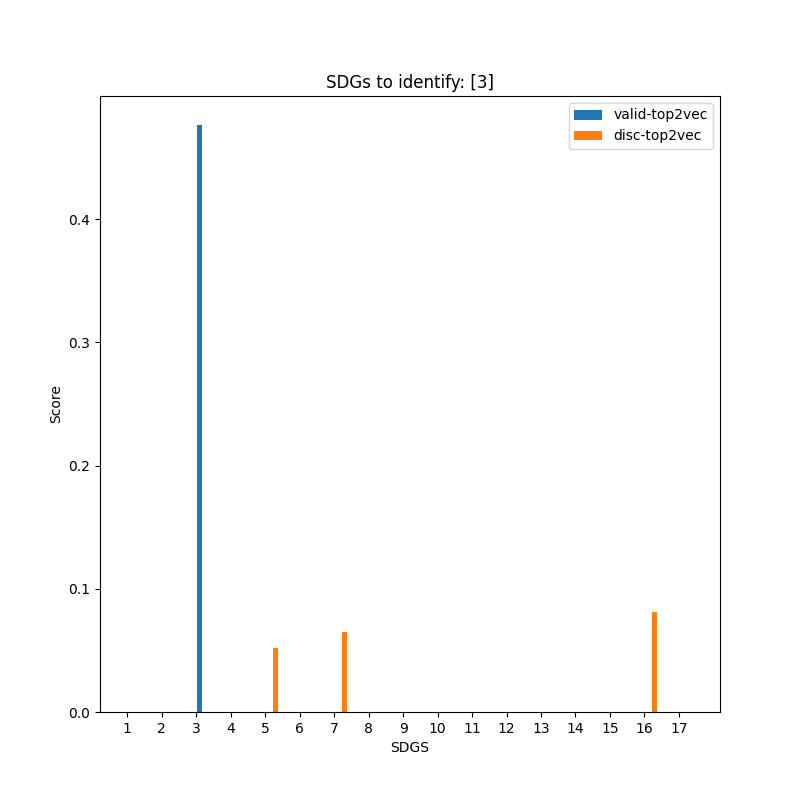 SDGs to identify: [3]
valid-top2vec
disc-top2vec
Score
0.4
0.3
0.2
0.1
0.0
1 2 3 4 5 6 7 8 9 10 11 12 13 14 15 16 17
SDGS